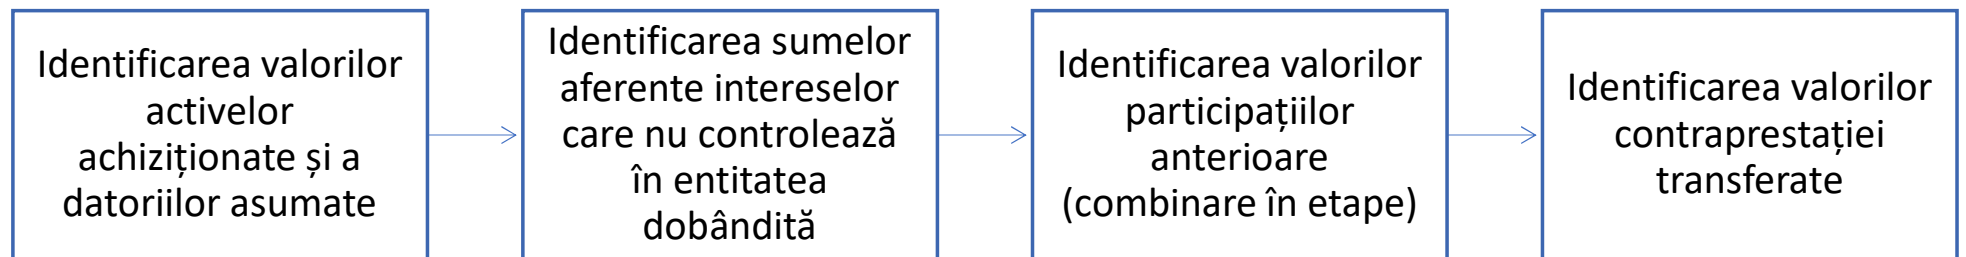 Identificarea valorilor
activelor
achiziționate și a
datoriilor asumate
Identificarea sumelor
aferente intereselor
care nu controlează
în entitatea
dobândită
Identificarea valorilor
participațiilor
anterioare
(combinare în etape)
Identificarea valorilor
contraprestației
transferate